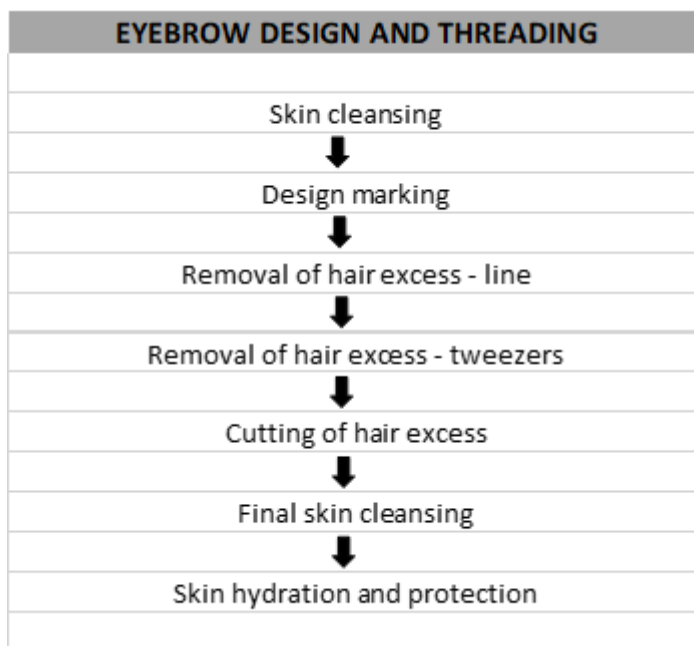 EYEBROW DESIGN AND THREADING
Skin cleansing
Design marking
Removal of hair excess - line
Removal of hair excess - tweezers
Cutting of hair excess
Final skin cleansing
Skin hydration and protection